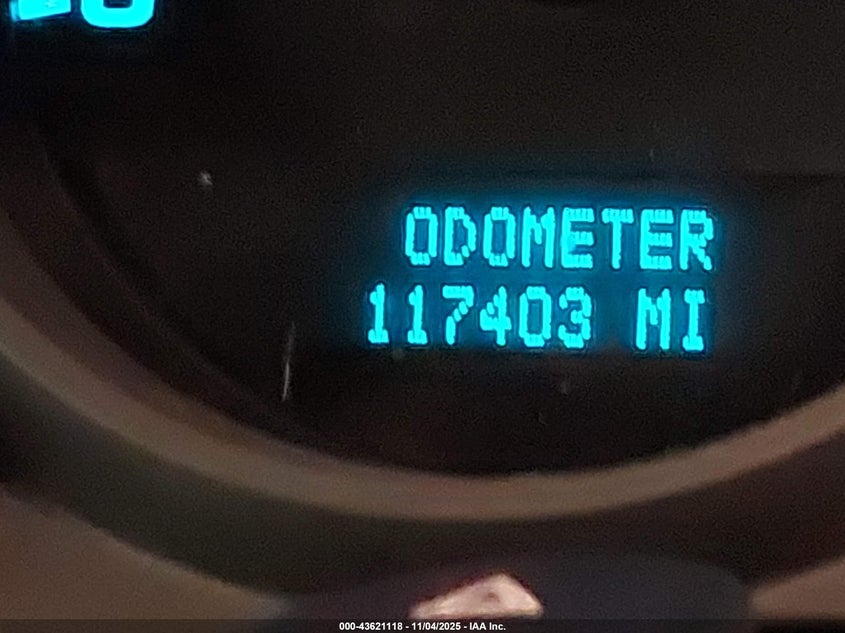 ODOMETER
117403 MI
000-43621118 - 11/04/2025 - IAA Inc.